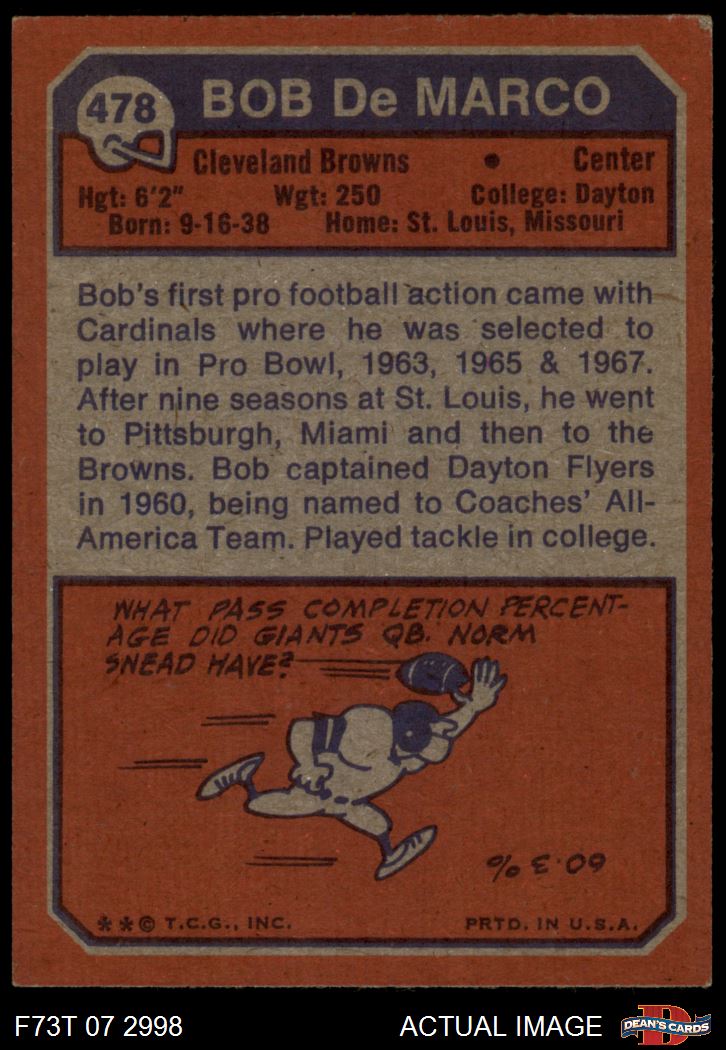 478
BOB De MARCO
Cleveland Browns • Center
Hgt: 6'2" Wgt: 250 College: Dayton
Born: 9-16-38 Home: St. Louis, Missouri
Bob's first pro football action came with
Cardinals where he was selected to
play in Pro Bowl, 1963, 1965 & 1967.
After nine seasons at St. Louis, he went
to Pittsburgh, Miami and then to the
Browns. Bob captained Dayton Flyers
in 1960, being named to Coaches' All-
America Team. Played tackle in college.
WHAT PASS COMPLETION PERCENT-
AGE DID GIANTS QB. NORM
SNEAD HAVE?
60.3 %
**© T.C.G., INC. PRTD. IN U.S.A.
F73T 07 2998 ACTUAL IMAGE
D
DEAN'S CARDS